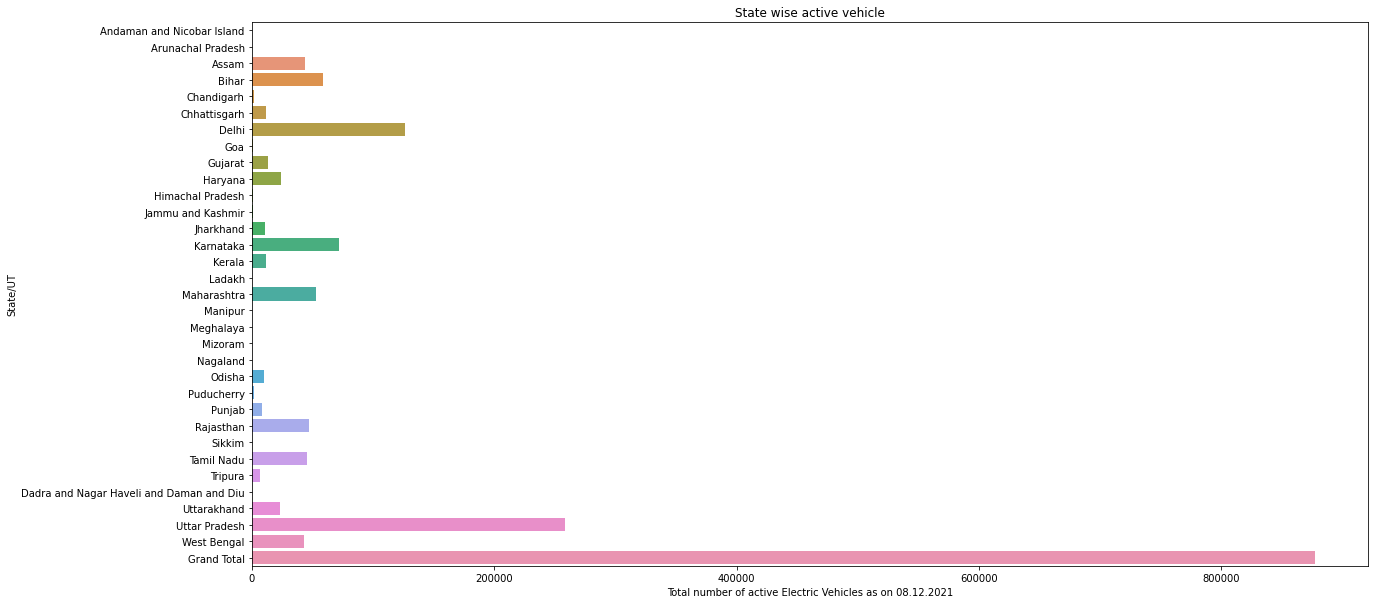 State wise active vehicle
State/UT
Andaman and Nicobar Island
Arunachal Pradesh
Assam
Bihar
Chandigarh
Chhattisgarh
Delhi
Goa
Gujarat
Haryana
Himachal Pradesh
Jammu and Kashmir
Jharkhand
Karnataka
Kerala
Ladakh
Maharashtra
Manipur
Meghalaya
Mizoram
Nagaland
Odisha
Puducherry
Punjab
Rajasthan
Sikkim
Tamil Nadu
Tripura
Dadra and Nagar Haveli and Daman and Diu
Uttarakhand
Uttar Pradesh
West Bengal
Grand Total
0 200000 400000 600000 800000
Total number of active Electric Vehicles as on 08.12.2021